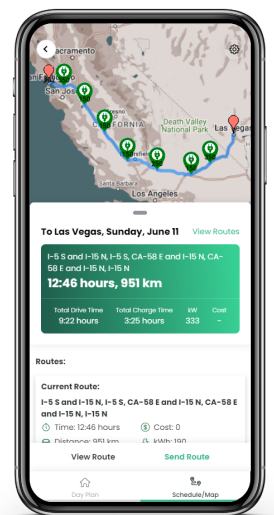 acramento
San Jos
resno
C
FORNIA
Death Valley
National Park
Las Vegas
Santa Barbara
Los Angeles
To Las Vegas, Sunday, June 11
View Routes
I-5 S and I-15 N, I-5 S, CA-58 E and I-15 N, CA-
58 E and I-15 N, I-15 N
12:46 hours, 951 km
Total Drive Time Total Charge Time kW Cost
9:22 hours 3:25 hours 333 -
Routes:
Current Route:
I-5 S and I-15 N, I-5 S, CA-58 E and I-15 N, CA-58 E
and I-15 N, I-15 N
Time: 12:46 hours
Cost: 0
Distance: 951 km
kWh: 190
View Route
Send Route
Day Plan
Schedule/Map